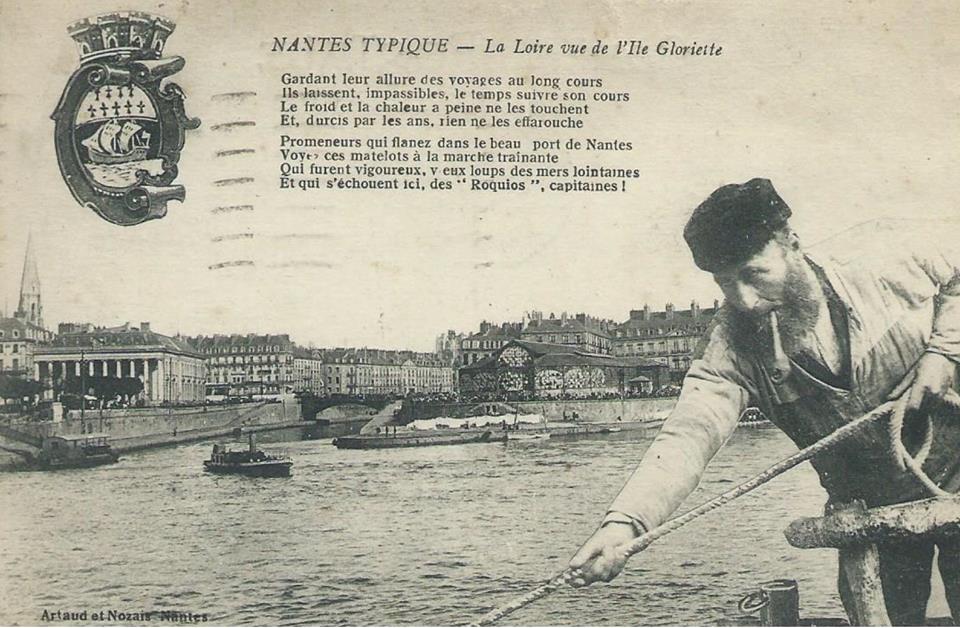 NANTES TYPIQUE — La Loire vue de l'Ile Gloriette
Gardant leur allure des voyages au long cours
Ils laissent, impassibles, le temps suivre son cours
Le froid et la chaleur a peine ne les touchent
Et, durcis par les ans, rien ne les effarouche
Promeneurs qui flanez dans le beau port de Nantes
Voyez ces matelots à la marche trainante
Qui furent vigoureux, v eux loups des mers lointaines
Et qui s'échouent ici, des " Roquios ", capitaines !
Artaud et Nozais Nantes